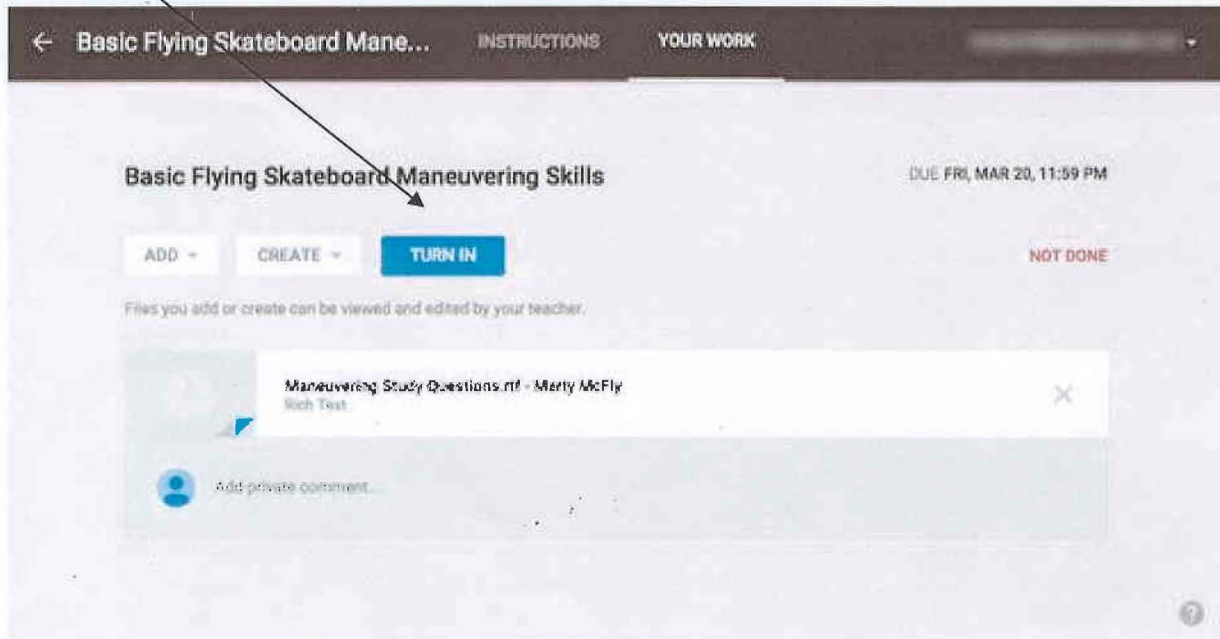 ← Basic Flying Skateboard Mane... INSTRUCTIONS YOUR WORK
Basic Flying Skateboard Maneuvering Skills DUE FRI, MAR 20, 11:59 PM
ADD CREATE TURN IN NOT DONE
Files you add or create can be viewed and edited by your teacher.
Maneuvering Study Questions.rtf - Marty McFly
Rich Text
Add private comment...
?